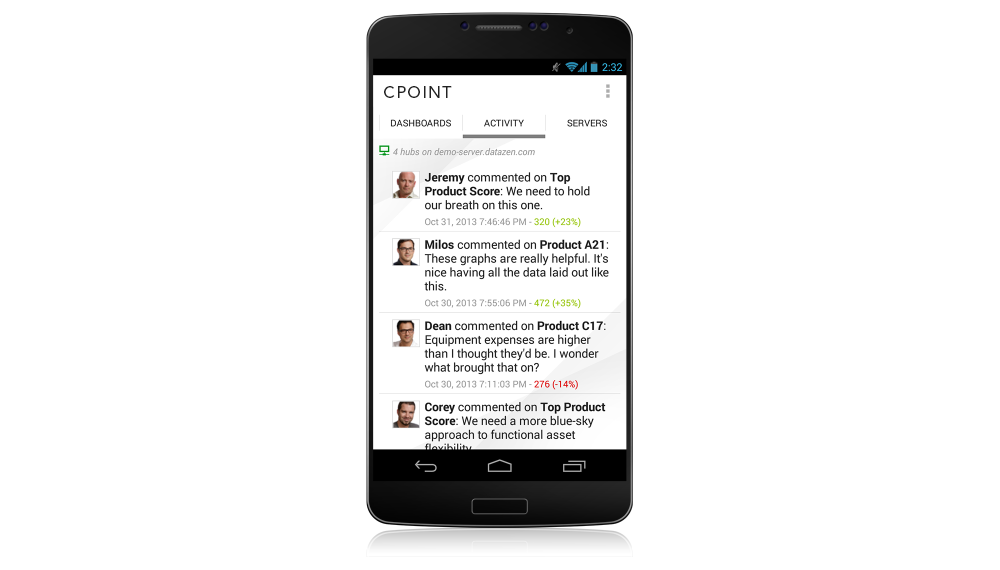 2:32
CPOINT
DASHBOARDS ACTIVITY SERVERS
4 hubs on demo-server.datazen.com
Jeremy commented on Top
Product Score: We need to hold
our breath on this one.
Oct 31, 2013 7:46:46 PM - 320 (+23%)
Milos commented on Product A21:
These graphs are really helpful. It's
nice having all the data laid out like
this.
Oct 30, 2013 7:55:06 PM - 472 (+35%)
Dean commented on Product C17:
Equipment expenses are higher
than I thought they'd be. I wonder
what brought that on?
Oct 30, 2013 7:11:03 PM - 276 (-14%)
Corey commented on Top Product
Score: We need a more blue-sky
approach to functional asset
flexibility